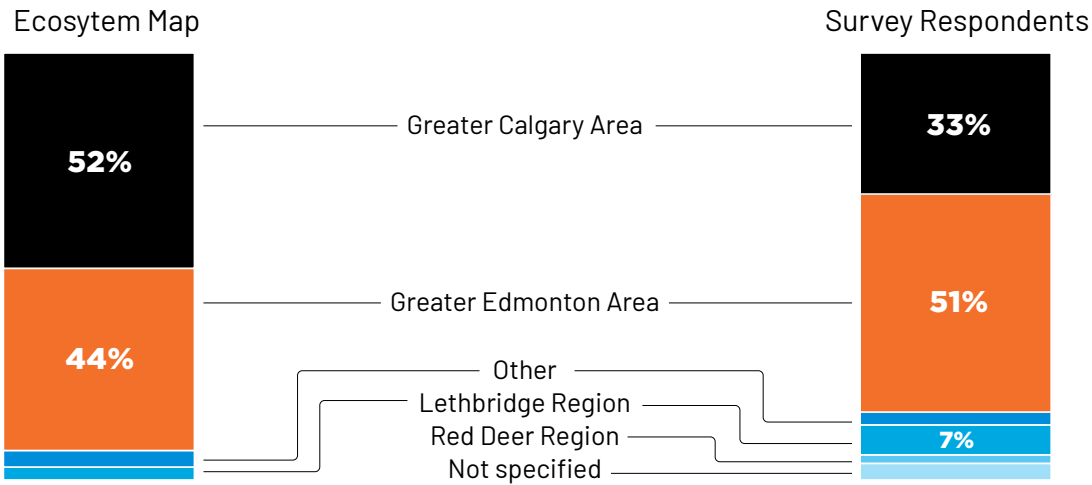 Ecosytem Map
Survey Respondents
Greater Calgary Area
33%
52%
Greater Edmonton Area
51%
44%
Other
Lethbridge Region
Red Deer Region
7%
Not specified